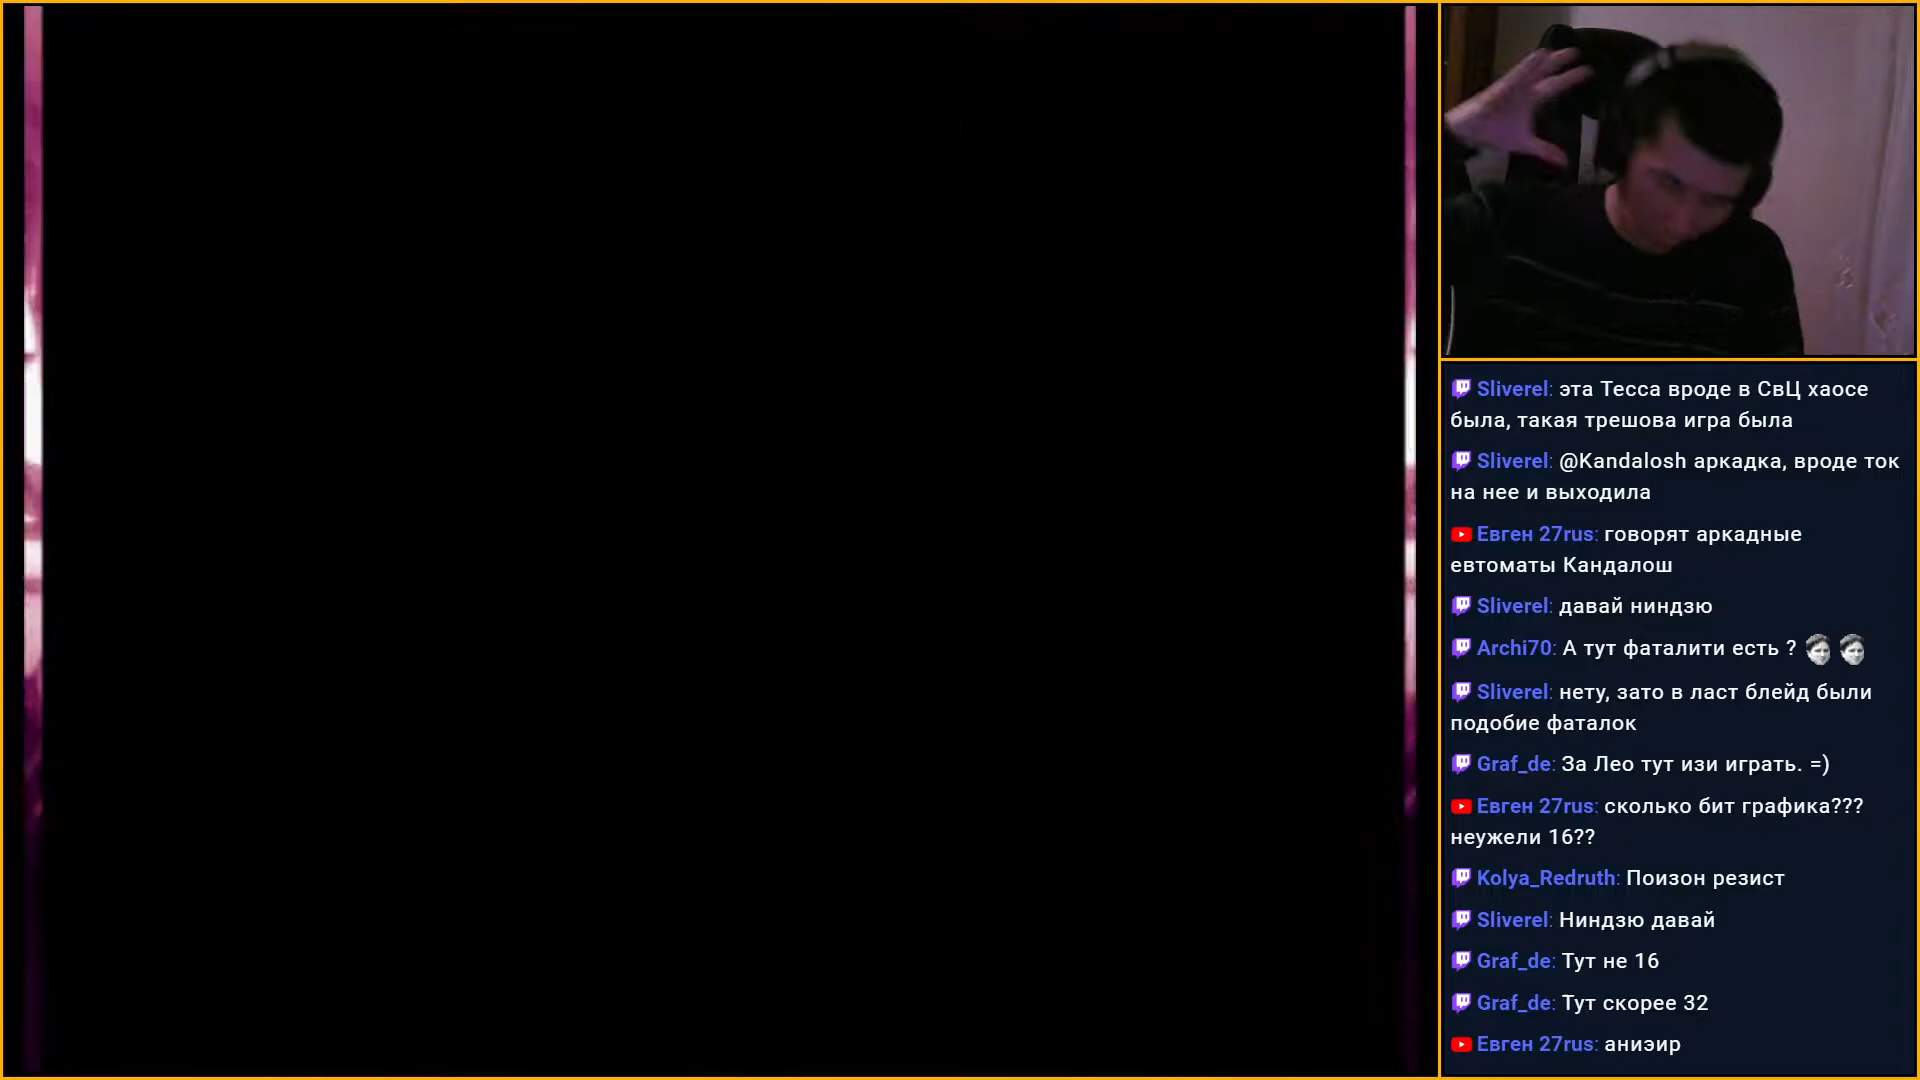 Sliverel: эта Тесса вроде в СвЦ хаосе
была, такая трешова игра была
Sliverel: @Kandalosh аркадка, вроде ток
на нее и выходила
Евген 27rus: говорят аркадные
евтоматы Кандалош
Sliverel: давай ниндзю
Archi70: А тут фаталити есть ?
Sliverel: нету, зато в ласт блейд были
подобие фаталок
Graf_de: За Лео тут изи играть. =)
Евген 27rus: сколько бит графика???
неужели 16??
Kolya_Redruth: Поизон резист
Sliverel: Ниндзю давай
Graf_de: Тут не 16
Graf_de: Тут скорее 32
Евген 27rus: аниэир